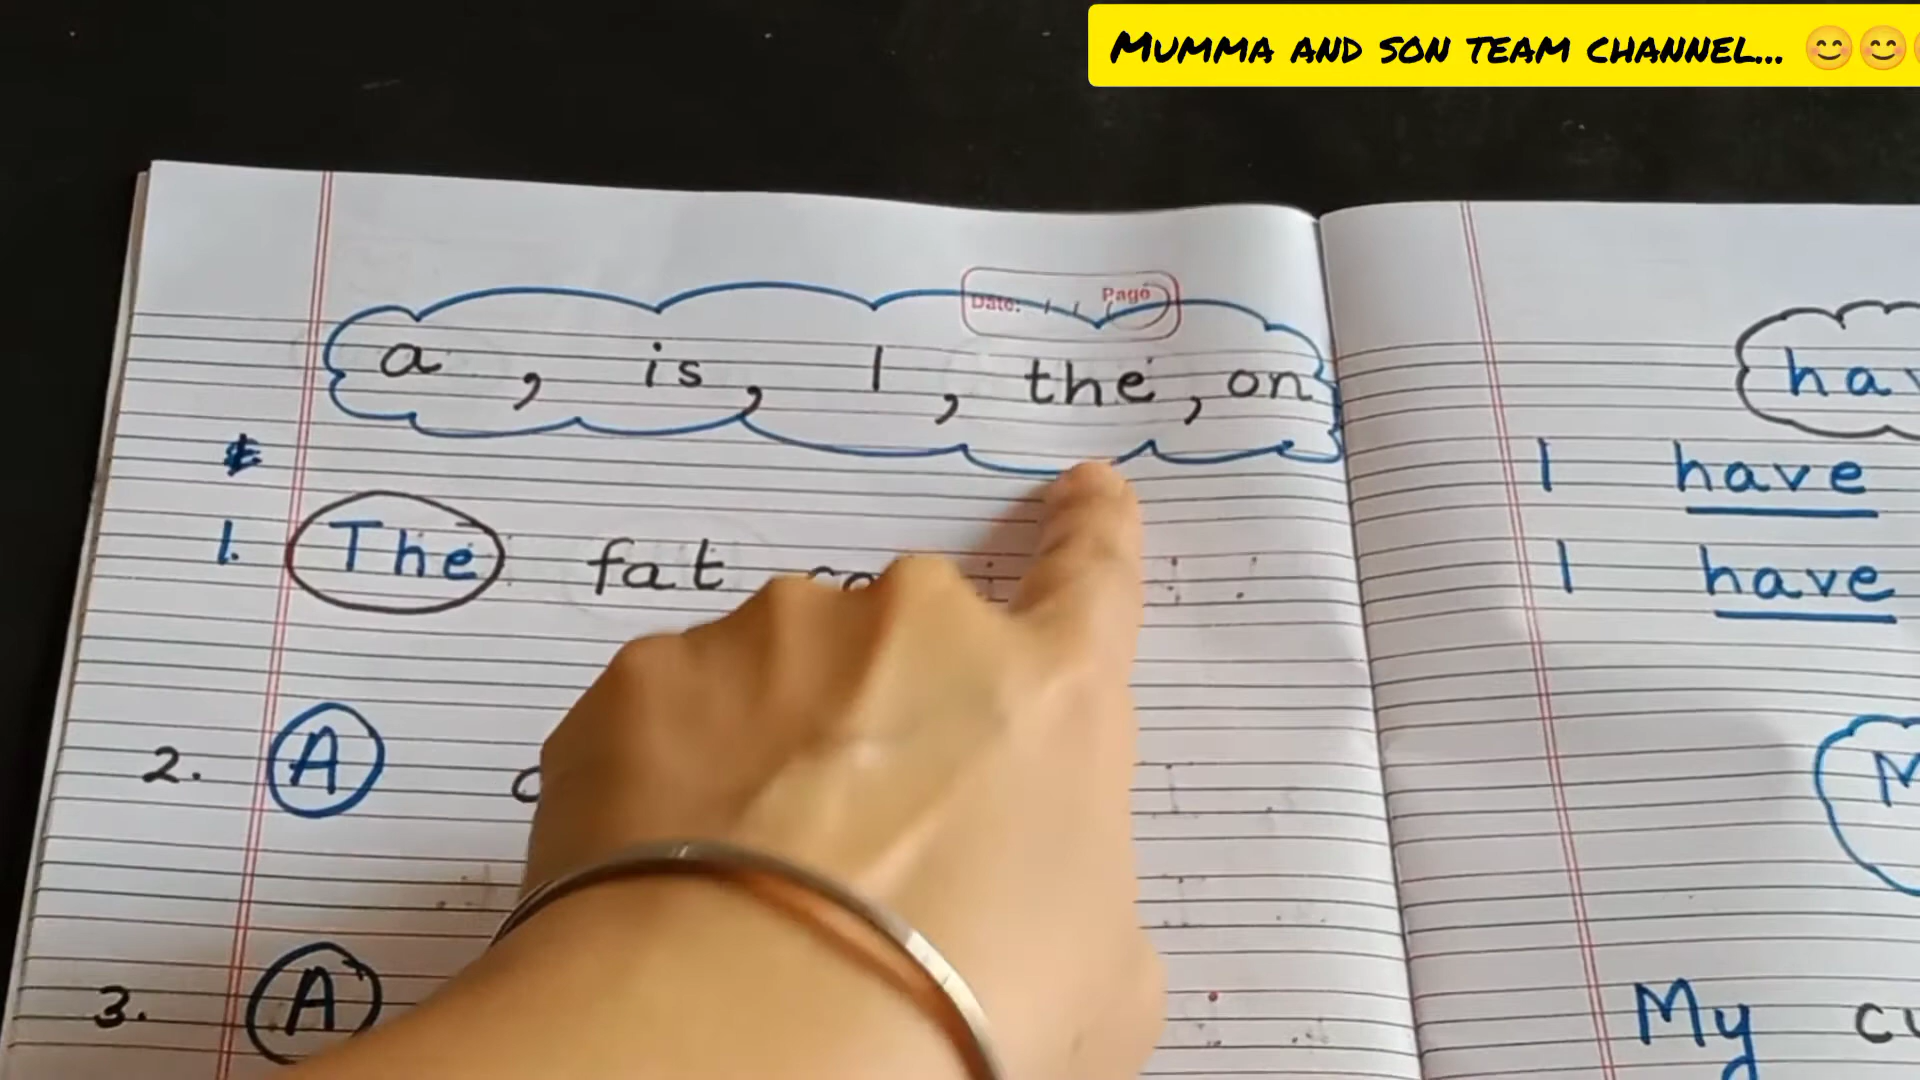 MUMMA AND SON TEAM CHANNEL... 😊😊
Date: / / Page
a , is , I , the , on
1. The fat
2. A
3. A
I have
I have
My